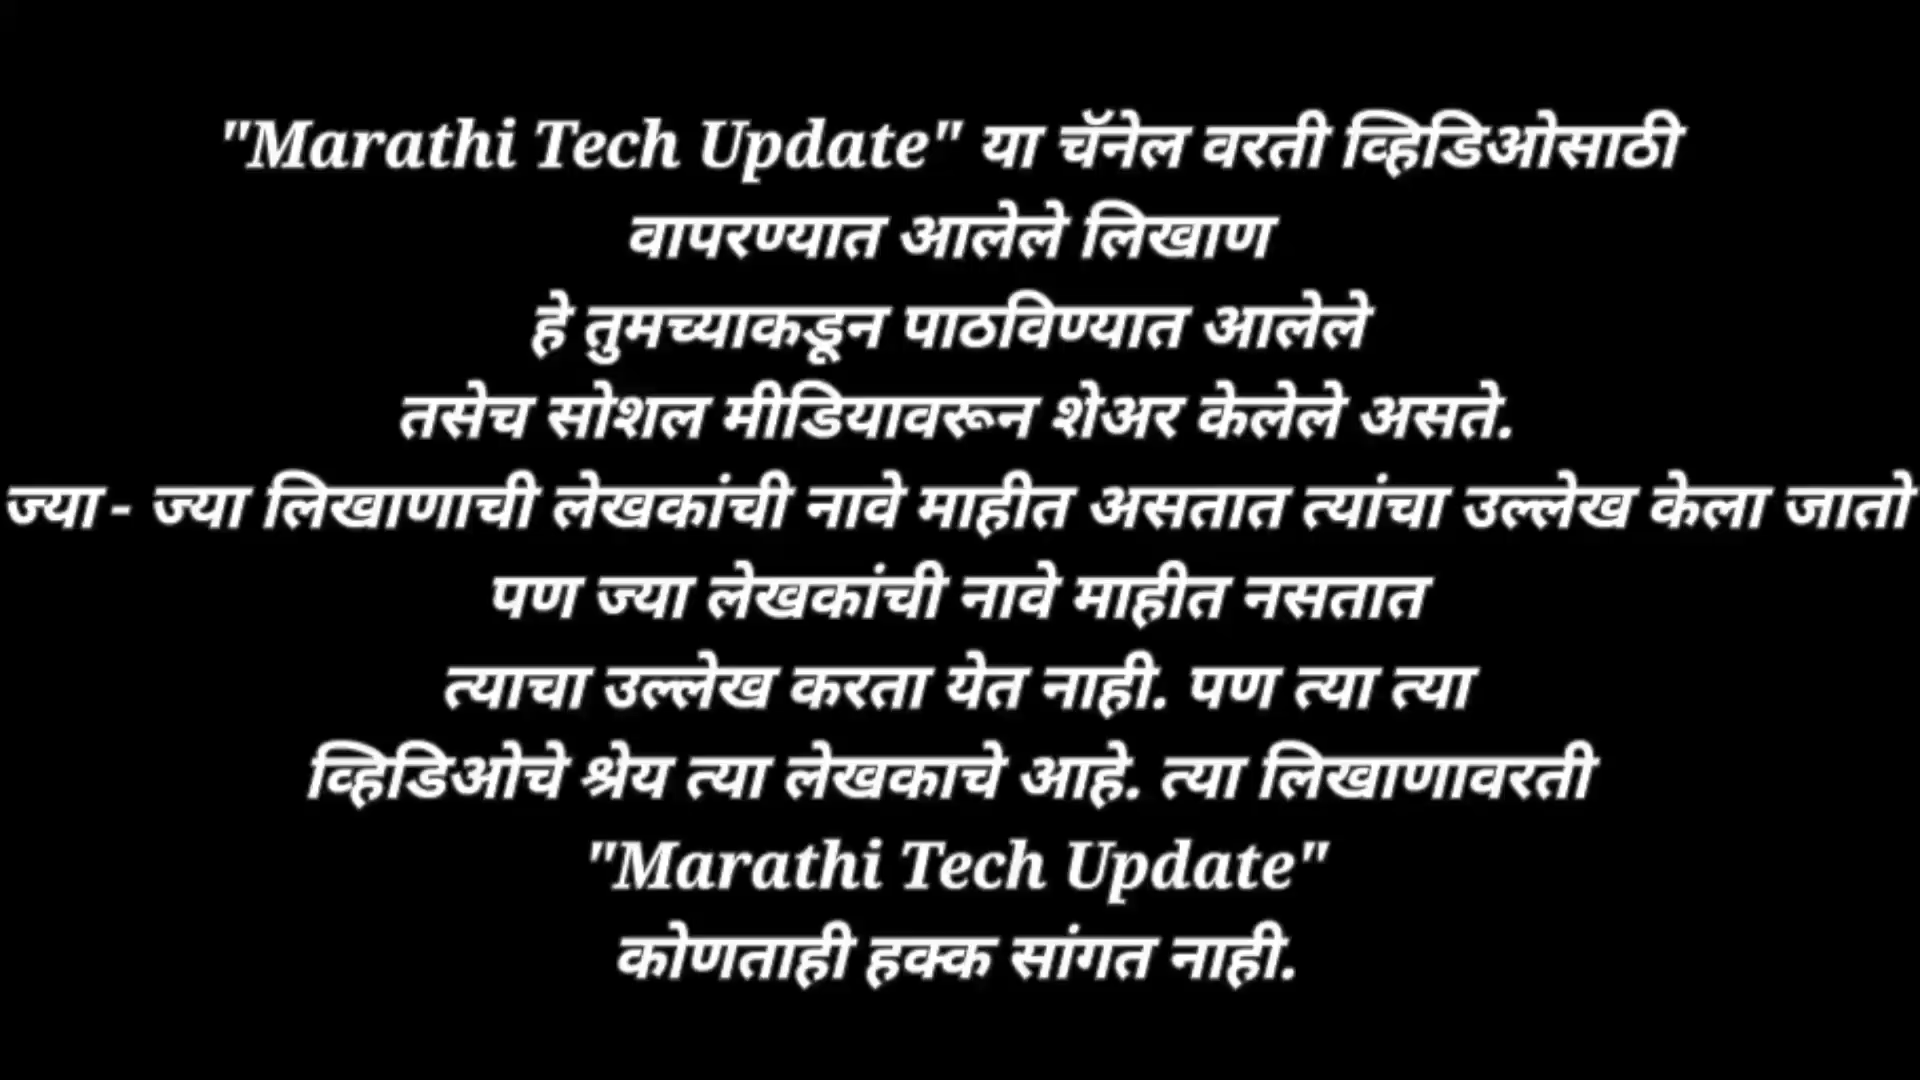 "Marathi Tech Update" या चॅनेल वरती व्हिडिओसाठी
वापरण्यात आलेले लिखाण
हे तुमच्याकडून पाठविण्यात आलेले
तसेच सोशल मीडियावरून शेअर केलेले असते.
ज्या - ज्या लिखाणाची लेखकांची नावे माहीत असतात त्यांचा उल्लेख केला जातो
पण ज्या लेखकांची नावे माहीत नसतात
त्याचा उल्लेख करता येत नाही. पण त्या त्या
व्हिडिओचे श्रेय त्या लेखकाचे आहे. त्या लिखाणावरती
"Marathi Tech Update"
कोणताही हक्क सांगत नाही.